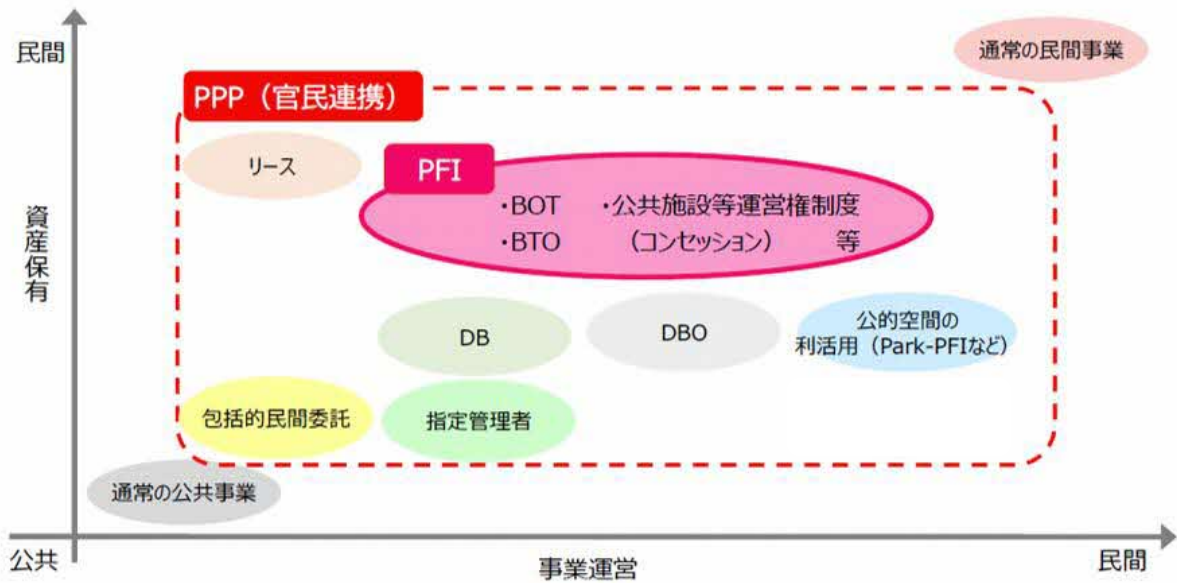 民間
通常の民間事業
PPP（官民連携）
リース
PFI
・BOT ・公共施設等運営権制度
・BTO （コンセッション） 等
資産保有
DB
DBO
公的空間の
利活用（Park-PFIなど）
包括的民間委託
指定管理者
通常の公共事業
公共
事業運営
民間